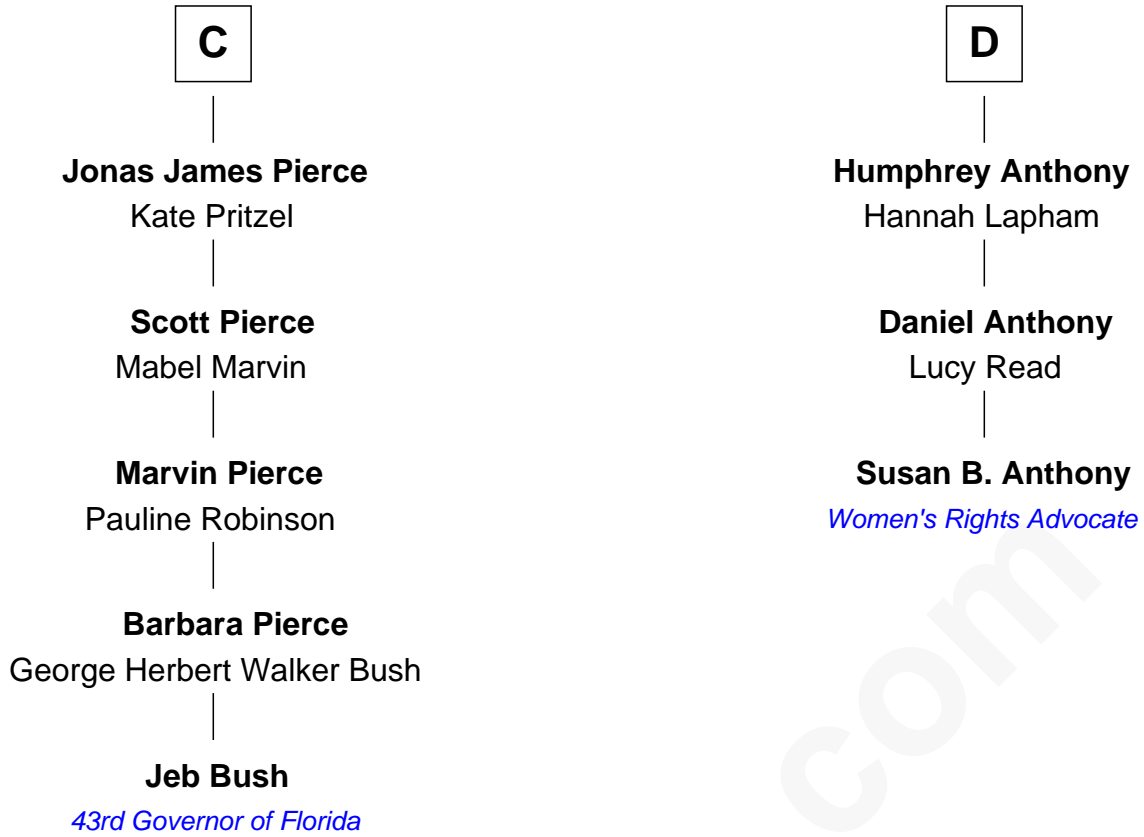 C
Jonas James Pierce
Kate Pritzel
Scott Pierce
Mabel Marvin
Marvin Pierce
Pauline Robinson
Barbara Pierce
George Herbert Walker Bush
Jeb Bush
43rd Governor of Florida
D
Humphrey Anthony
Hannah Lapham
Daniel Anthony
Lucy Read
Susan B. Anthony
Women's Rights Advocate
com